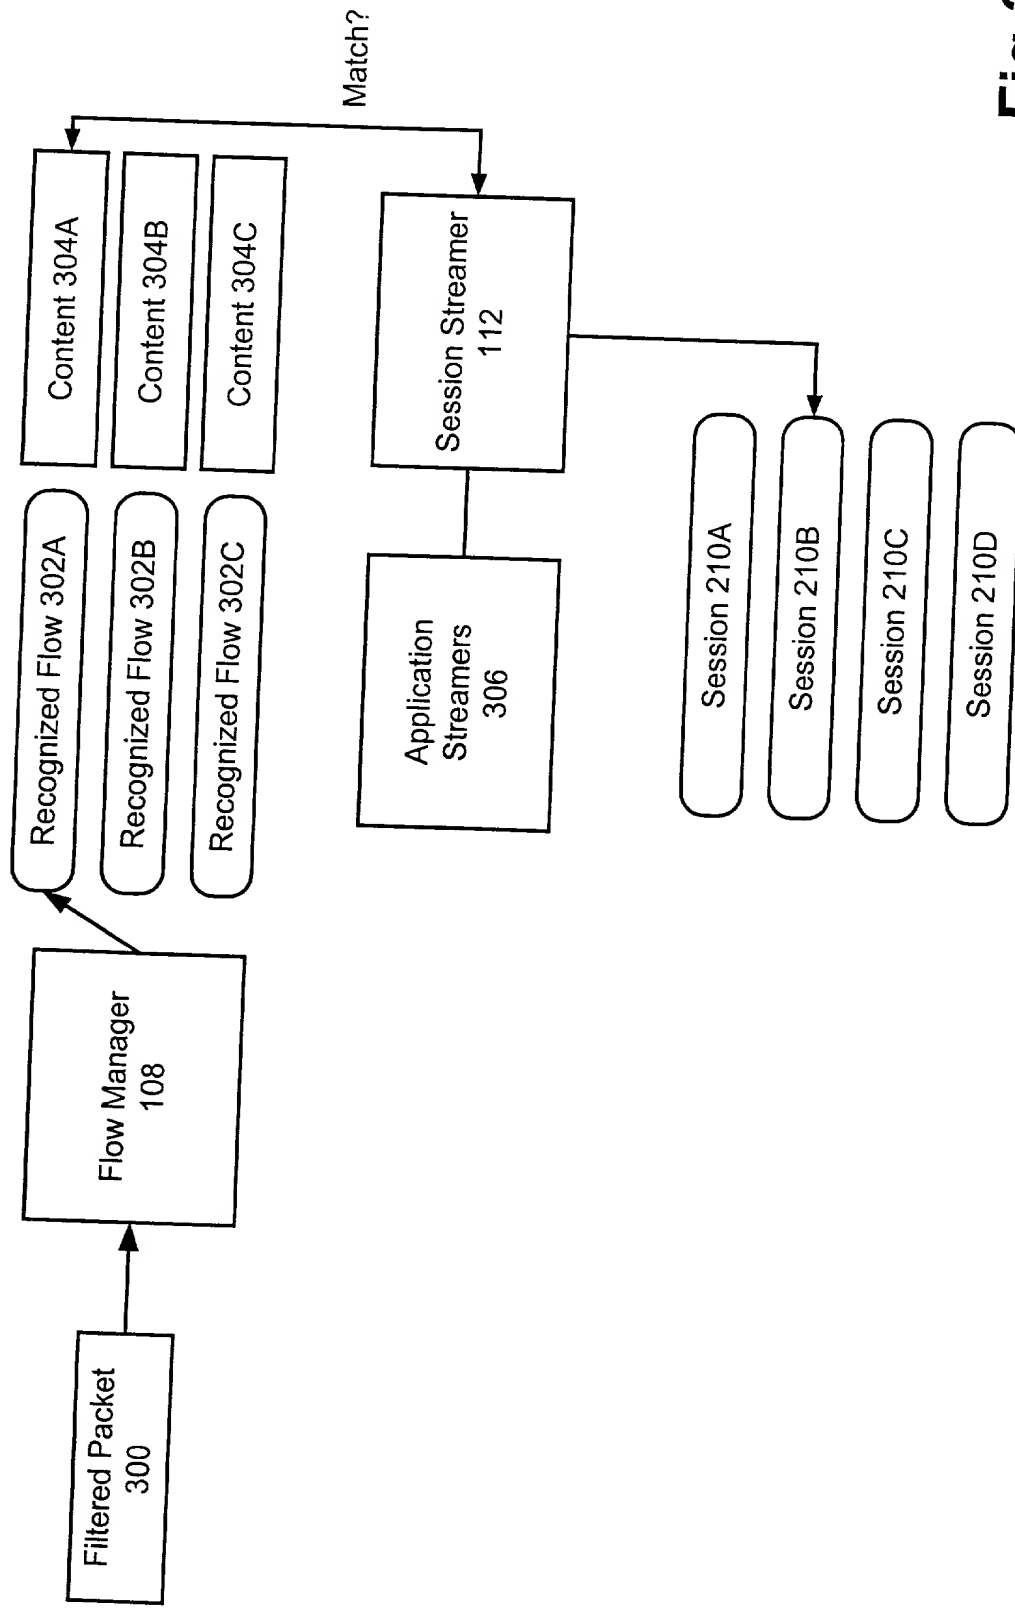 Filtered Packet
300
Flow Manager
108
Recognized Flow 302A
Recognized Flow 302B
Recognized Flow 302C
Content 304A
Content 304B
Content 304C
Match?
Application
Streamers
306
Session Streamer
112
Session 210A
Session 210B
Session 210C
Session 210D